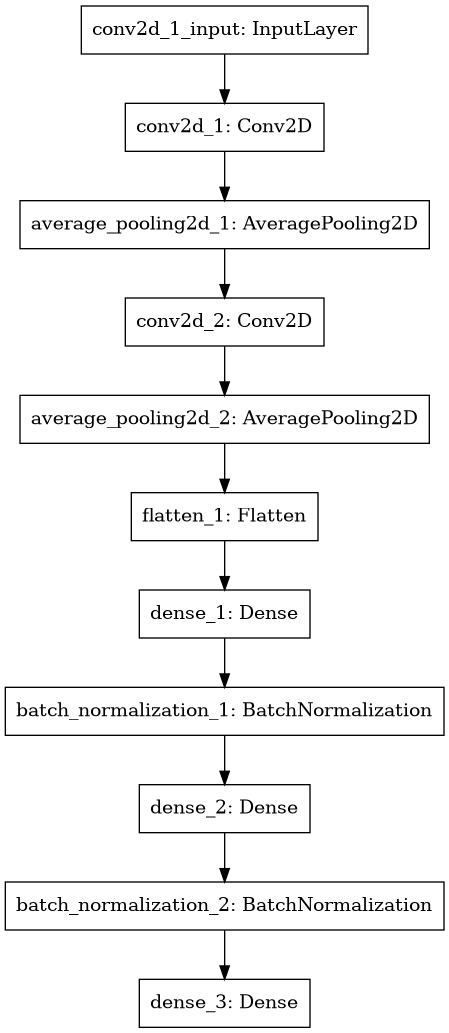 conv2d_1_input: InputLayer
conv2d_1: Conv2D
average_pooling2d_1: AveragePooling2D
conv2d_2: Conv2D
average_pooling2d_2: AveragePooling2D
flatten_1: Flatten
dense_1: Dense
batch_normalization_1: BatchNormalization
dense_2: Dense
batch_normalization_2: BatchNormalization
dense_3: Dense